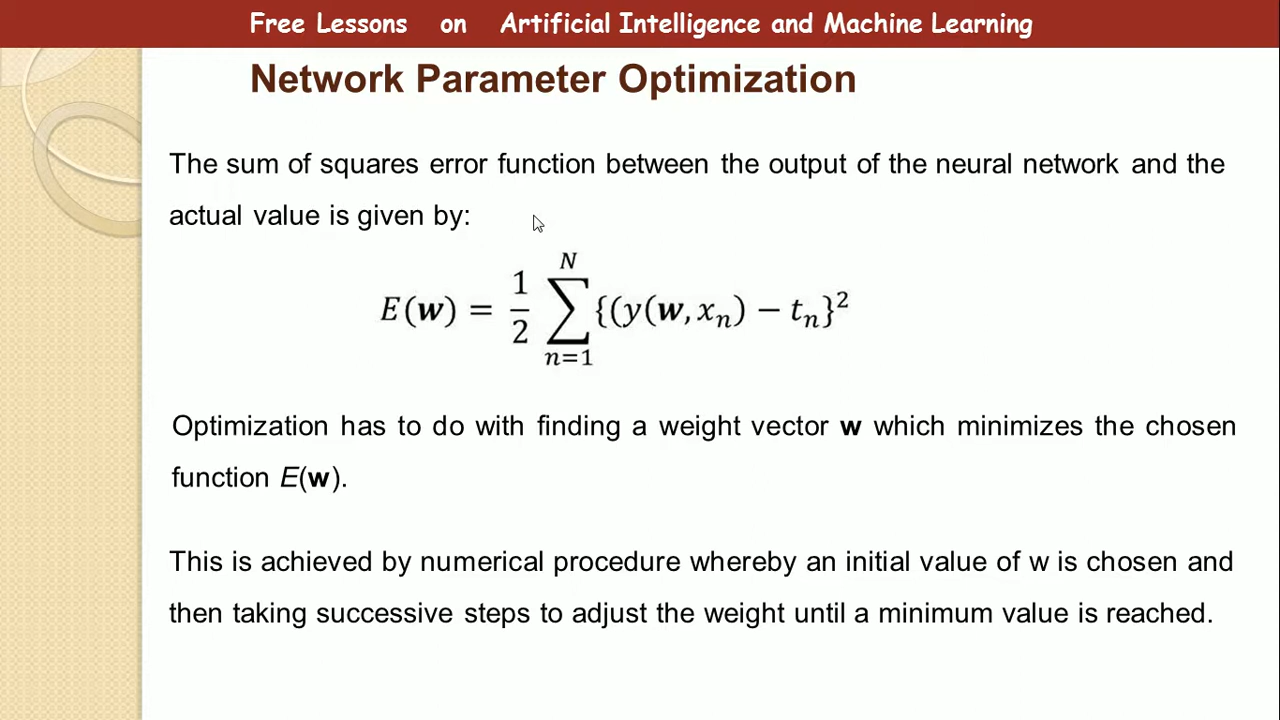 Free Lessons on Artificial Intelligence and Machine Learning
Network Parameter Optimization
The sum of squares error function between the output of the neural network and the
actual value is given by:
E(w) = 1/2 ∑_{n=1}^{N} {(y(w, x_n) − t_n}²
Optimization has to do with finding a weight vector w which minimizes the chosen
function E(w).
This is achieved by numerical procedure whereby an initial value of w is chosen and
then taking successive steps to adjust the weight until a minimum value is reached.